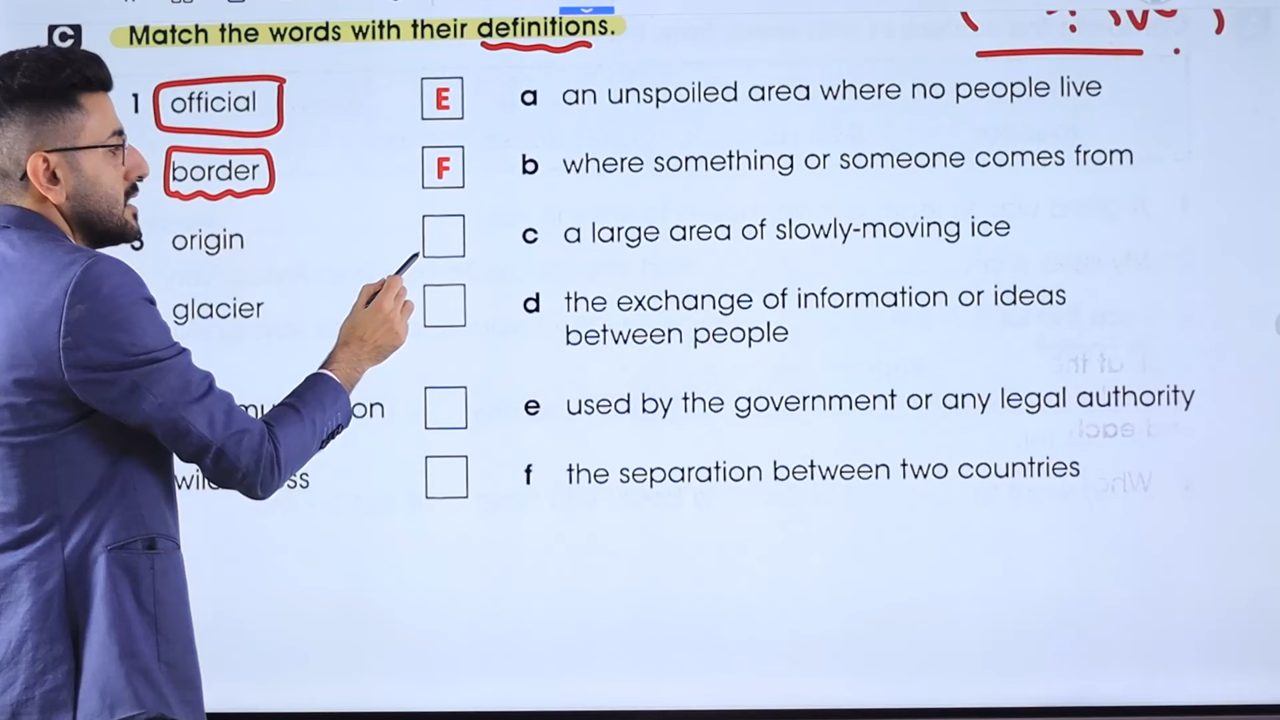 C Match the words with their definitions.
1 official E a an unspoiled area where no people live
border F b where something or someone comes from
origin c a large area of slowly-moving ice
glacier d the exchange of information or ideas
between people
e used by the government or any legal authority
f the separation between two countries